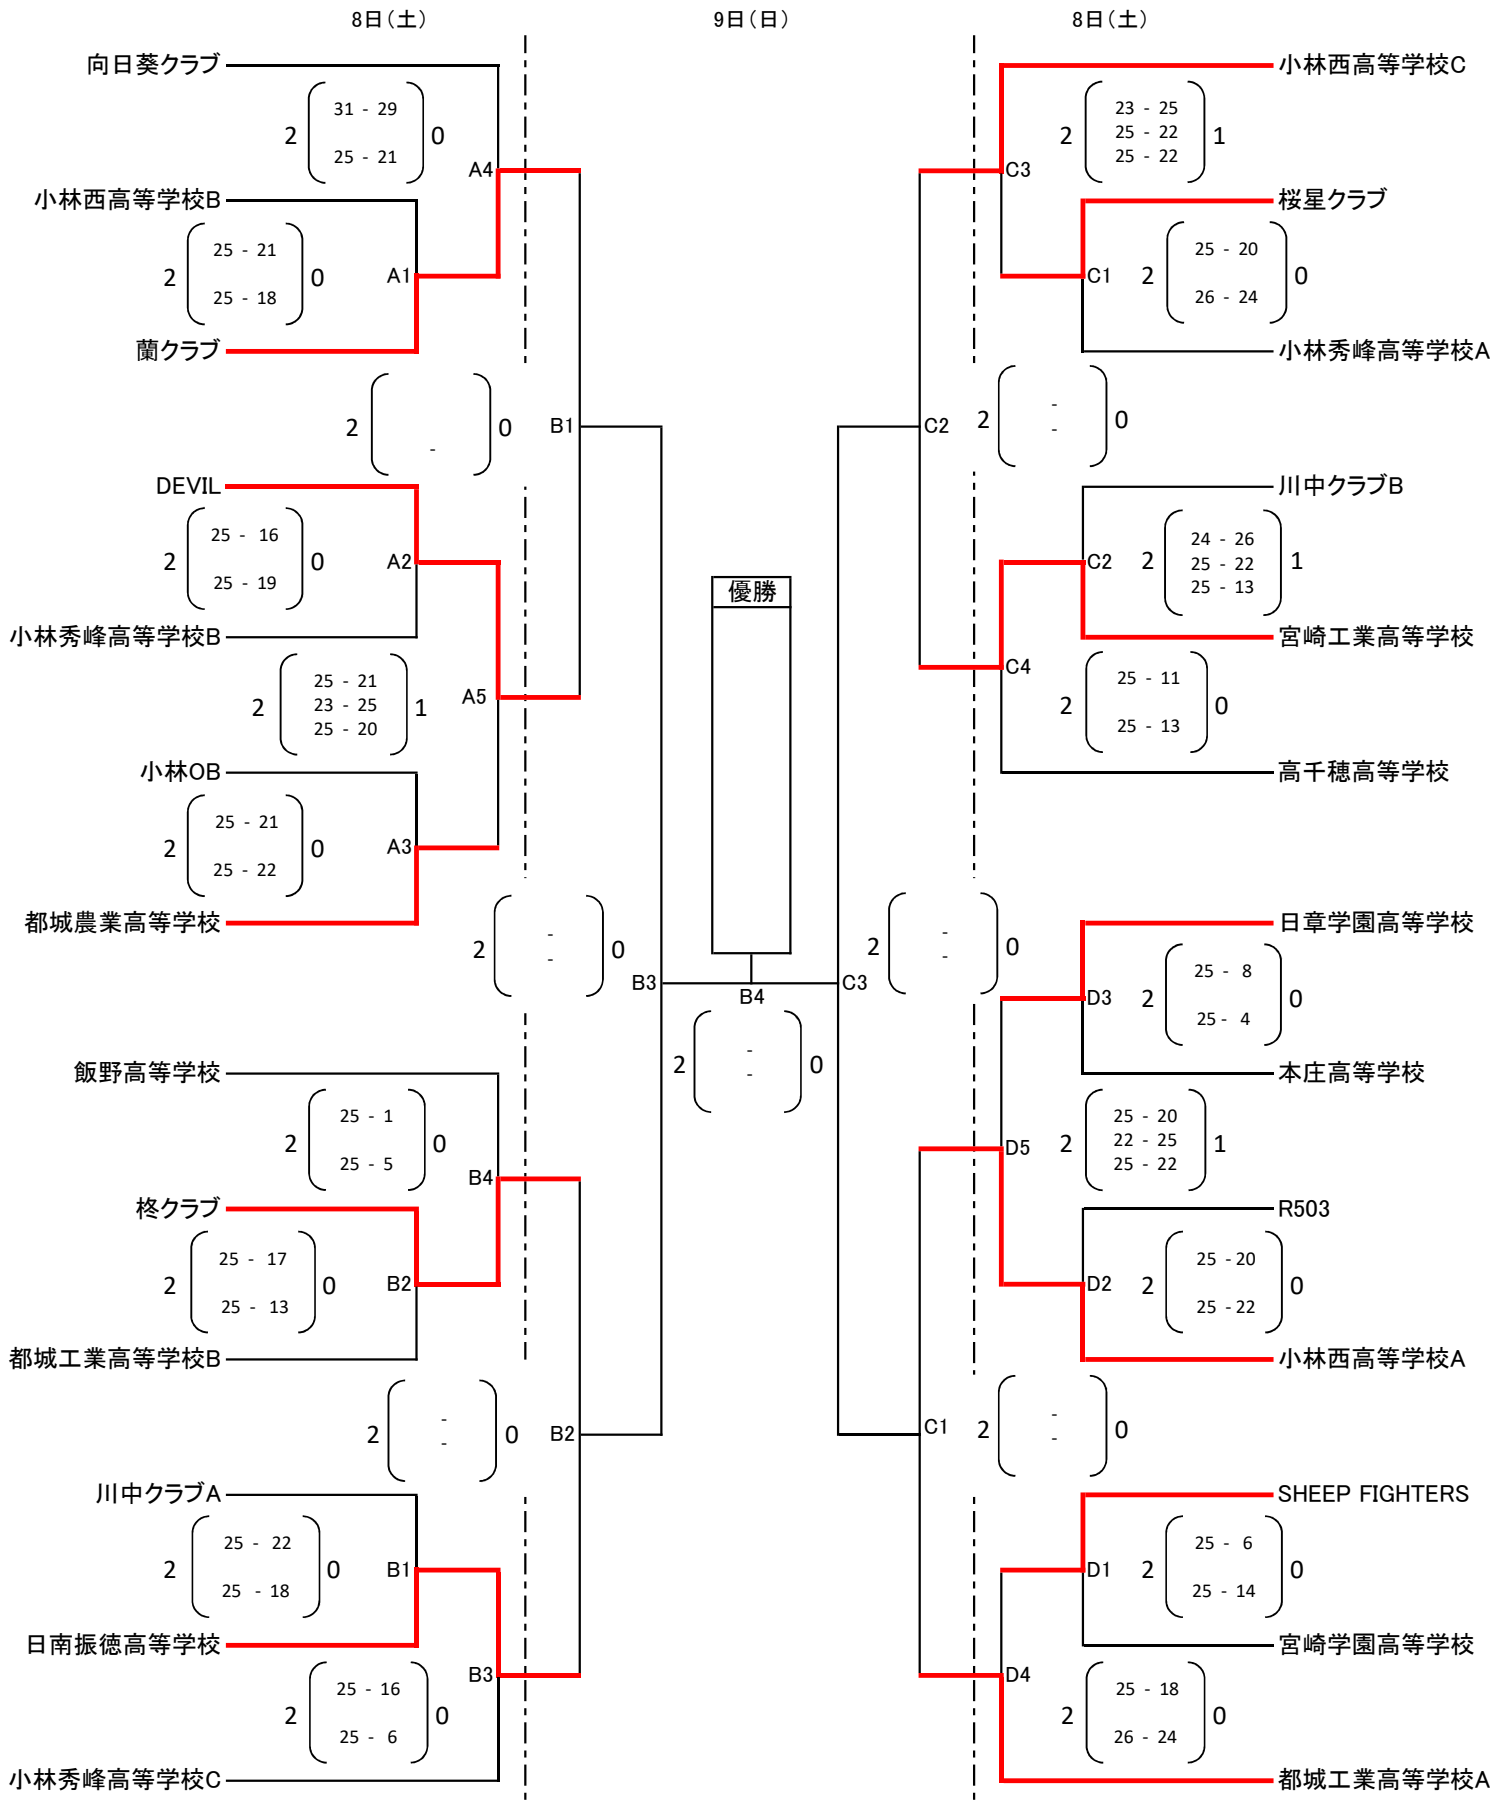 8日（土）
9日（日）
8日（土）
向日葵クラブ
31 - 29
2 0
25 - 21
A4
小林西高等学校B
25 - 21
2 0
25 - 18
A1
蘭クラブ
2 0
-
B1
DEVIL
25 - 16
2 0
25 - 19
A2
小林秀峰高等学校B
25 - 21
2 23 - 25 1
25 - 20
A5
小林OB
25 - 21
2 0
25 - 22
A3
都城農業高等学校
-
2 0
-
B3
飯野高等学校
25 - 1
2 0
25 - 5
B4
柊クラブ
25 - 17
2 0
25 - 13
B2
都城工業高等学校B
-
2 0
-
B2
川中クラブA
25 - 22
2 0
25 - 18
B1
日南振徳高等学校
25 - 16
2 0
25 - 6
B3
小林秀峰高等学校C
優勝
B4
-
2 0
-
小林西高等学校C
23 - 25
2 25 - 22 1
25 - 22
C3
桜星クラブ
25 - 20
C1 2 0
26 - 24
小林秀峰高等学校A
-
C2 2 0
-
川中クラブB
24 - 26
C2 2 25 - 22 1
25 - 13
宮崎工業高等学校
C4
25 - 11
2 0
25 - 13
高千穂高等学校
-
2 0
-
C3
日章学園高等学校
25 - 8
D3 2 0
25 - 4
本庄高等学校
25 - 20
D5 2 22 - 25 1
25 - 22
R503
25 - 20
D2 2 0
25 - 22
小林西高等学校A
-
C1 2 0
-
SHEEP FIGHTERS
25 - 6
D1 2 0
25 - 14
宮崎学園高等学校
D4
25 - 18
2 0
26 - 24
都城工業高等学校A